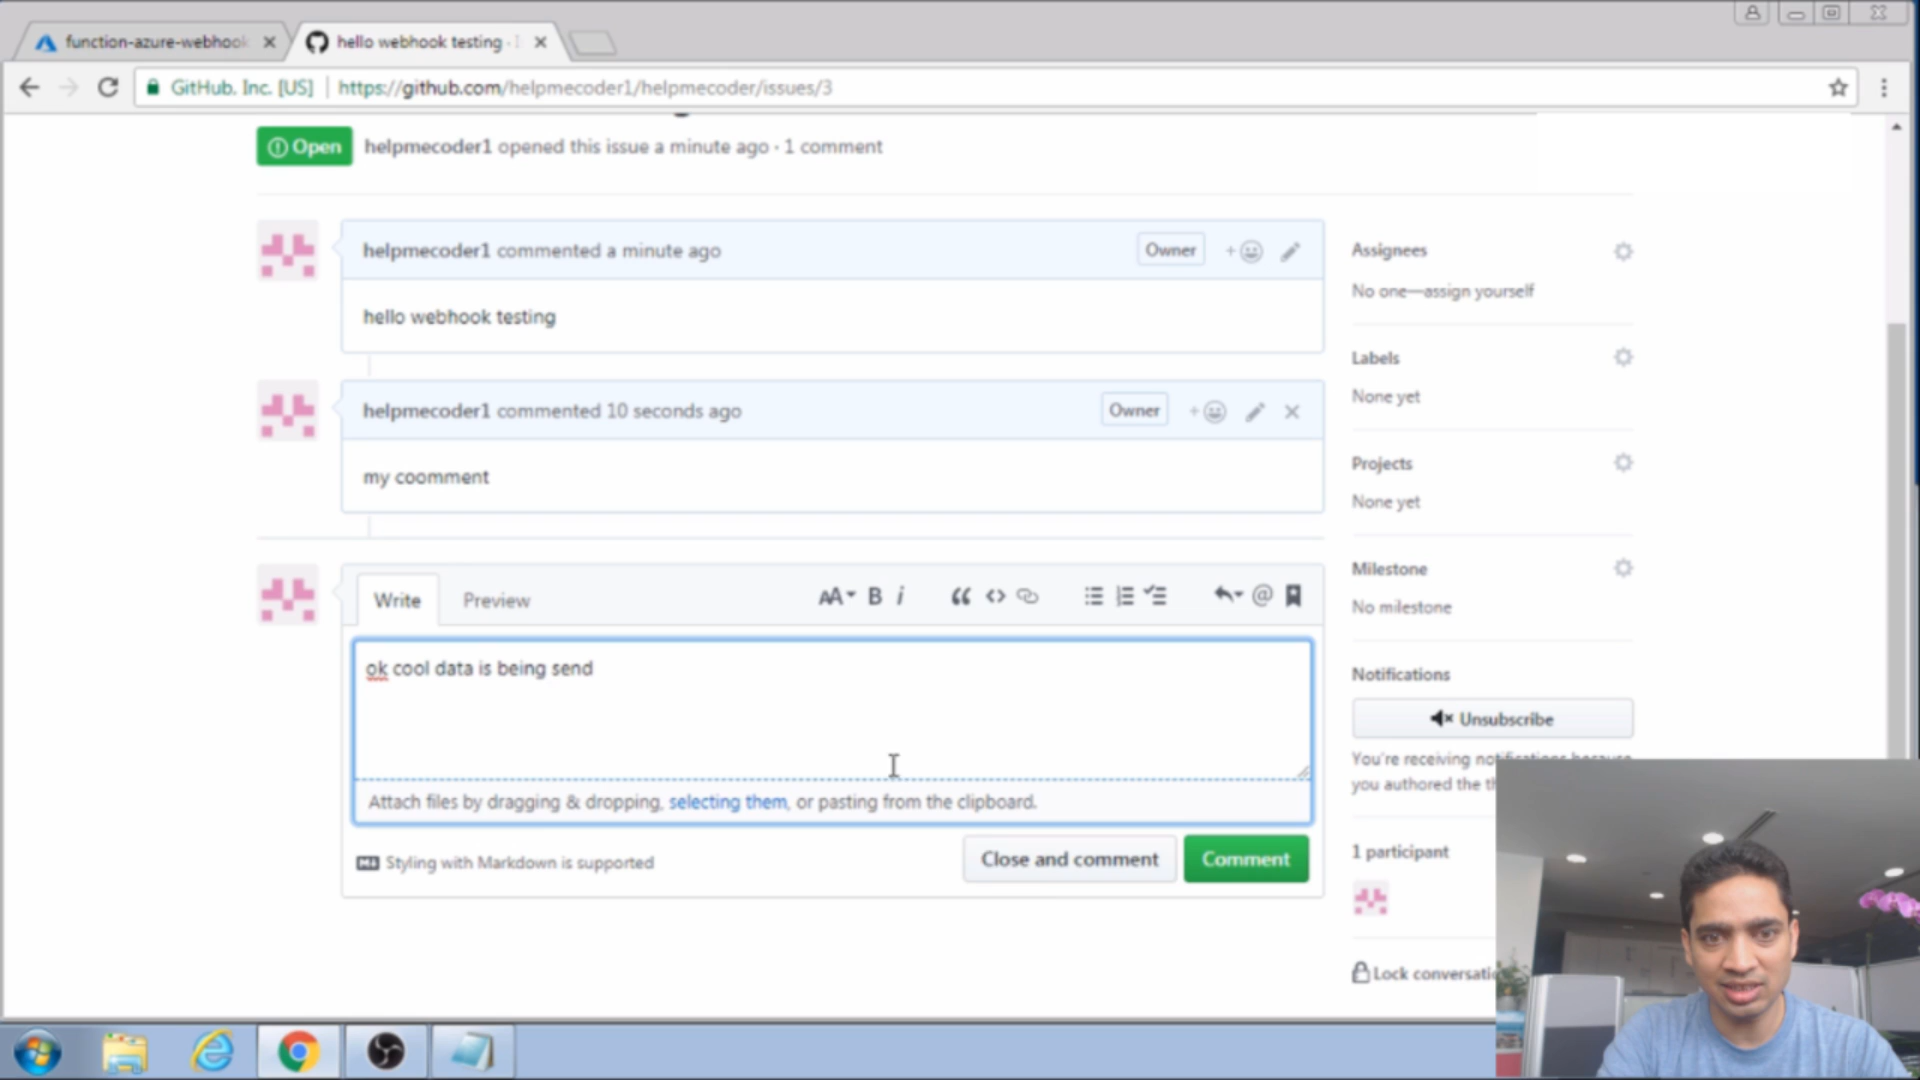 function-azure-webhook
hello webhook testing ·
GitHub, Inc. [US] | https://github.com/helpmecoder1/helpmecoder/issues/3
Open
helpmecoder1 opened this issue a minute ago · 1 comment
helpmecoder1 commented a minute ago
Owner
hello webhook testing
helpmecoder1 commented 10 seconds ago
Owner
my coomment
Write
Preview
AA B i
ok cool data is being send
Attach files by dragging & dropping, selecting them, or pasting from the clipboard.
Styling with Markdown is supported
Close and comment
Comment
Assignees
No one—assign yourself
Labels
None yet
Projects
None yet
Milestone
No milestone
Notifications
Unsubscribe
You're receiving notifications because
you authored the th
1 participant
Lock conversati